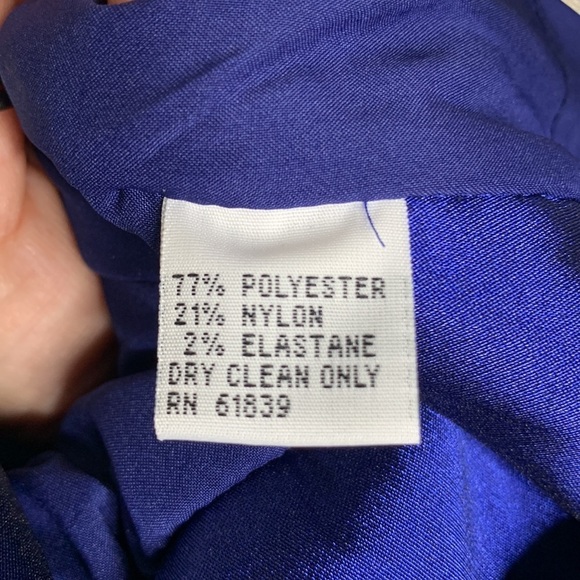 77% POLYESTER
21% NYLON
2% ELASTANE
DRY CLEAN ONLY
RN 61839